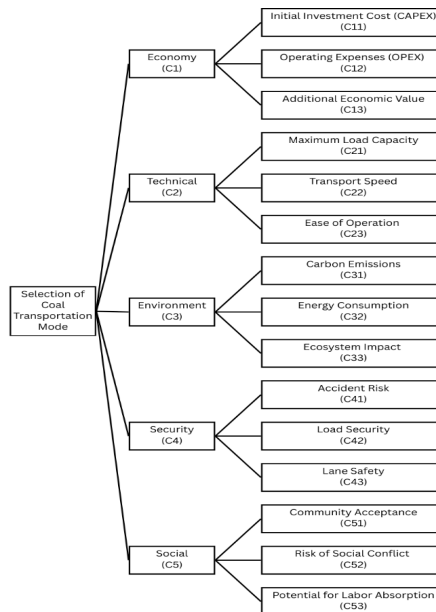 Initial Investment Cost (CAPEX)
(C11)
Economy
(C1)
Operating Expenses (OPEX)
(C12)
Additional Economic Value
(C13)
Maximum Load Capacity
(C21)
Technical
(C2)
Transport Speed
(C22)
Ease of Operation
(C23)
Selection of
Coal
Transportation
Mode
Carbon Emissions
(C31)
Environment
(C3)
Energy Consumption
(C32)
Ecosystem Impact
(C33)
Accident Risk
(C41)
Security
(C4)
Load Security
(C42)
Lane Safety
(C43)
Community Acceptance
(C51)
Social
(C5)
Risk of Social Conflict
(C52)
Potential for Labor Absorption
(C53)